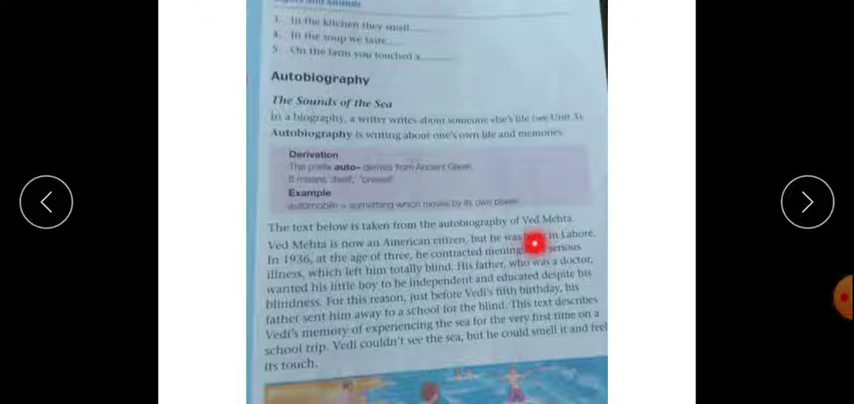 3. In the kitchen they smell
4. In the soup we taste
5. On the farm you touched a
Autobiography
The Sounds of the Sea
In a biography, a writer writes about someone else's life (see Unit 3).
Autobiography is writing about one's own life and memories.
Derivation
The prefix auto– derives from Ancient Greek.
It means 'itself', 'oneself'
Example
automobile = something which moves by its own power
The text below is taken from the autobiography of Ved Mehta.
Ved Mehta is now an American citizen, but he was in Lahore.
In 1936, at the age of three, he contracted serious
illness, which left him totally blind. His father, who was a doctor,
wanted his little boy to be independent and educated despite his
blindness. For this reason, just before Vedi's fifth birthday, his
father sent him away to a school for the blind. This text describes
Vedi's memory of experiencing the sea for the very first time on a
school trip. Vedi couldn't see the sea, but he could smell it and feel
its touch.